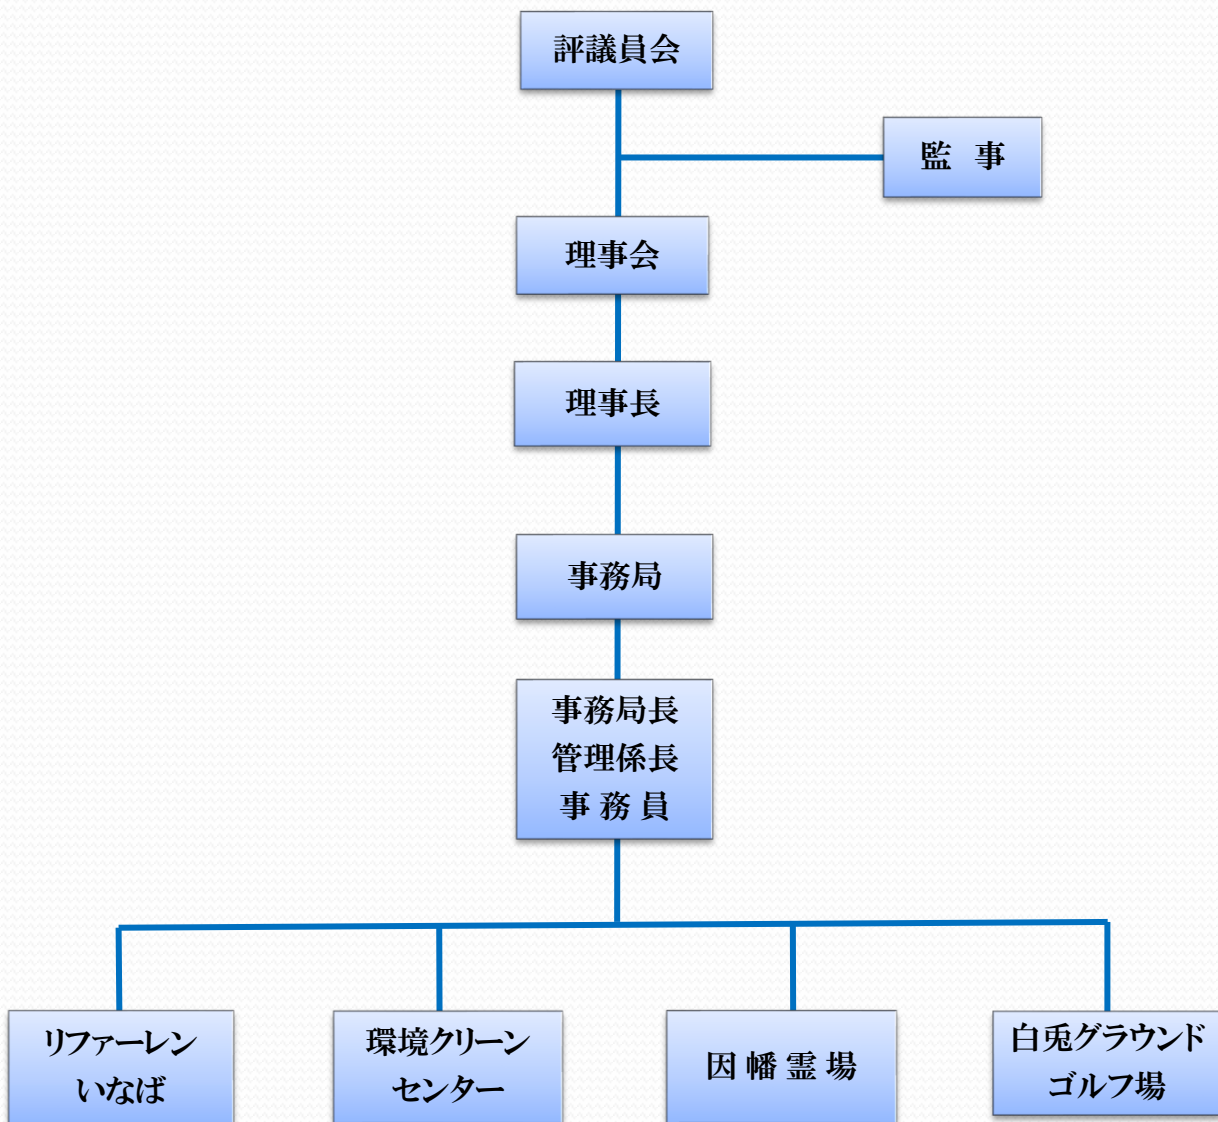 評議員会
監　事
理事会
理事長
事務局
事務局長
管理係長
事 務 員
リファーレン
いなば
環境クリーン
センター
因 幡 霊 場
白兎グラウンド
ゴルフ場